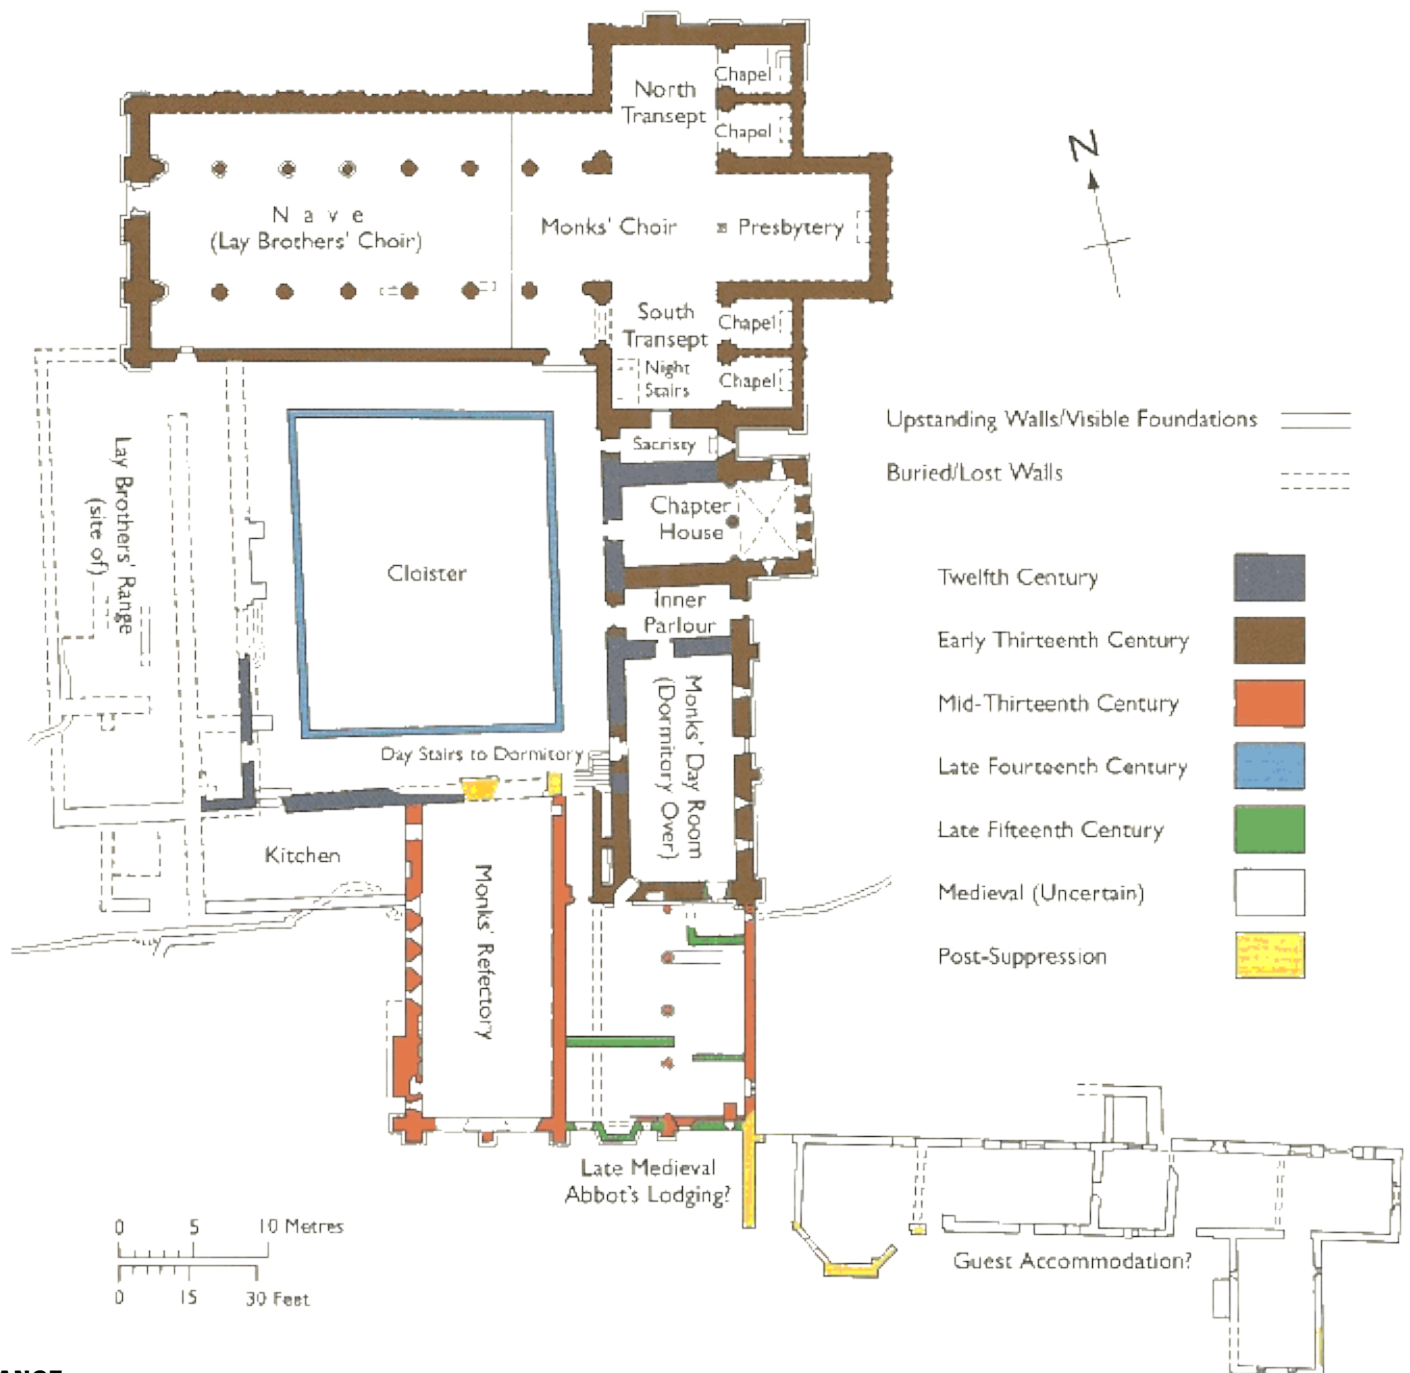 North
Transept
Chapel
Chapel
N
N a v e
(Lay Brothers' Choir)
Monks' Choir
Presbytery
South
Transept
Chapel
Night
Stairs
Chapel
Upstanding Walls/Visible Foundations
Sacristy
Buried/Lost Walls
Lay Brothers' Range
(site of)
Chapter
House
Cloister
Twelfth Century
Inner
Parlour
Early Thirteenth Century
Monks' Day Room
(Dormitory Over)
Mid-Thirteenth Century
Day Stairs to Dormitory
Late Fourteenth Century
Late Fifteenth Century
Kitchen
Monks' Refectory
Medieval (Uncertain)
Post-Suppression
Late Medieval
Abbot's Lodging?
0 5 10 Metres
Guest Accommodation?
0 15 30 Feet